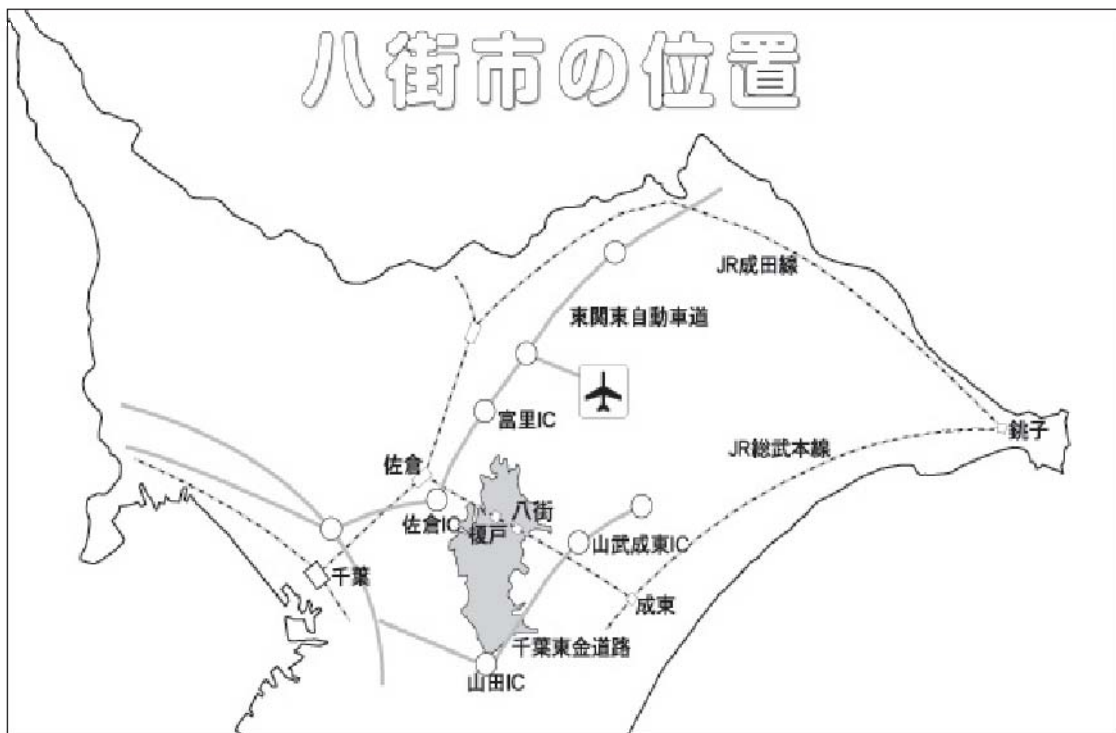 八街市の位置
JR成田線
東関東自動車道
富里IC
銚子
JR総武本線
佐倉
佐倉IC
八街
榎戸
山武成東IC
千葉
成東
千葉東金道路
山田IC